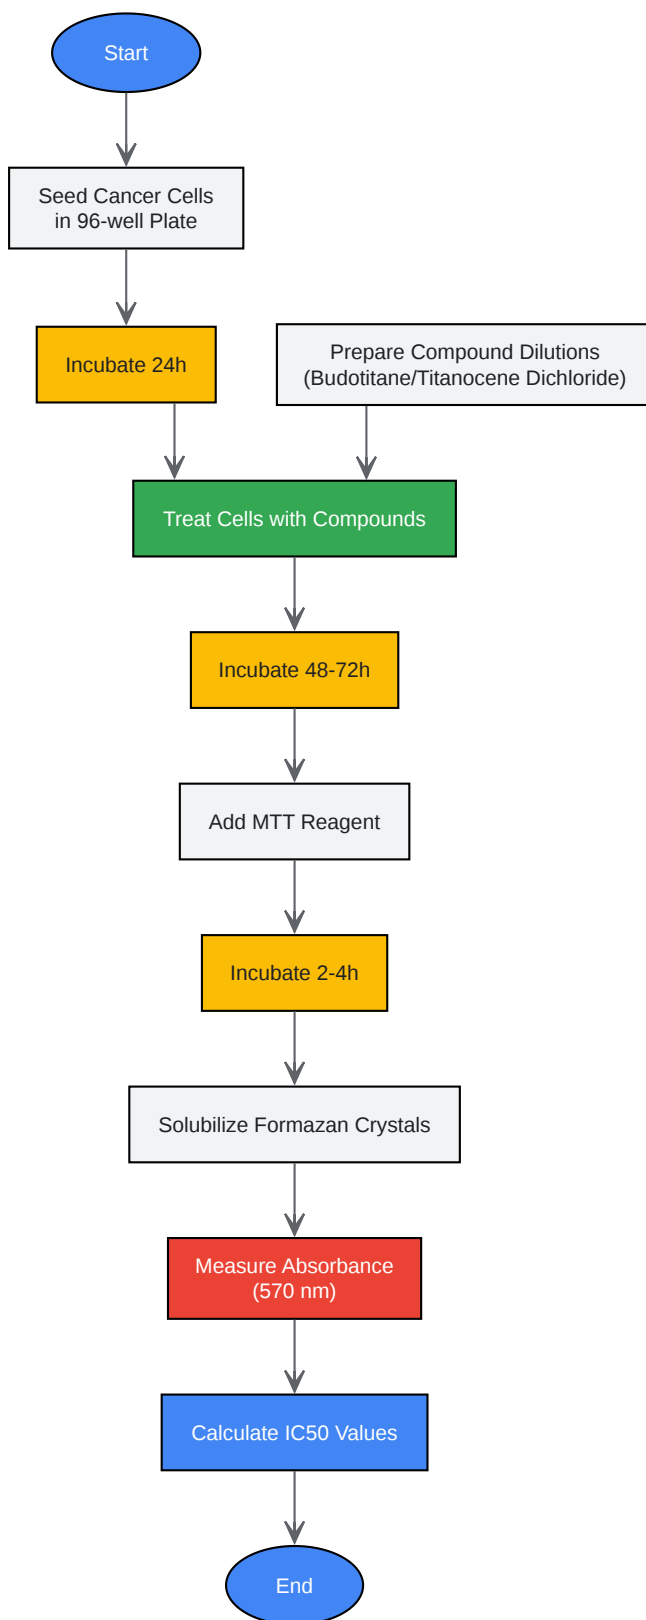 Start
Seed Cancer Cells
in 96-well Plate
Incubate 24h
Prepare Compound Dilutions
(Budotitane/Titanocene Dichloride)
Treat Cells with Compounds
Incubate 48-72h
Add MTT Reagent
Incubate 2-4h
Solubilize Formazan Crystals
Measure Absorbance
(570 nm)
Calculate IC50 Values
End